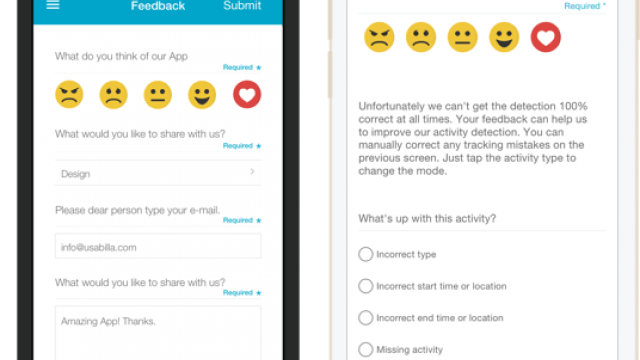 Feedback
Submit
What do you think of our App
Required ★
What would you like to share with us?
Required ★
Design
Please dear person type your e-mail.
Required ★
info@usabilla.com
What would you like to share with us?
Required ★
Amazing App! Thanks.
Required *
Unfortunately we can't get the detection 100%
correct at all times. Your feedback can help us
to improve our activity detection. You can
manually correct any tracking mistakes on the
previous screen. Just tap the activity type to
change the mode.
What's up with this activity?
Incorrect type
Incorrect start time or location
Incorrect end time or location
Missing activity